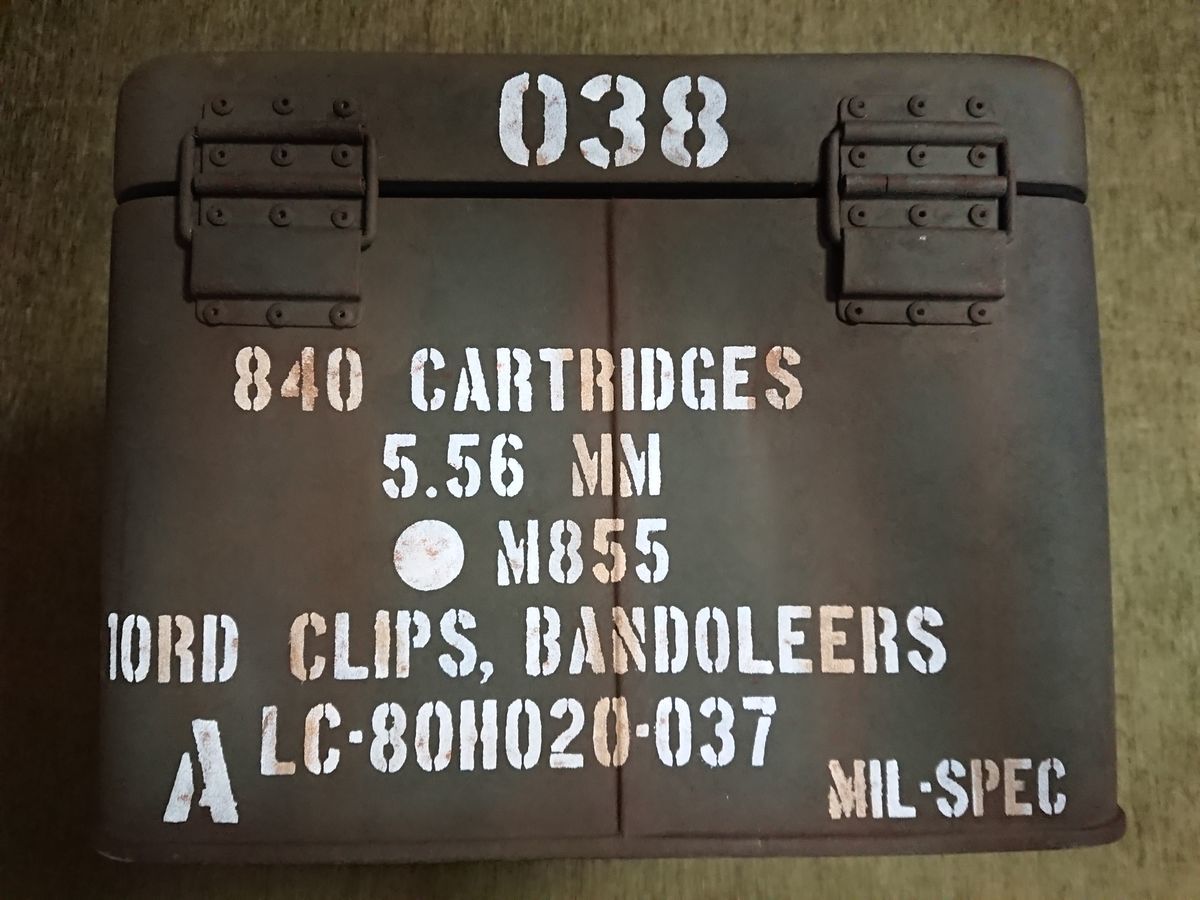 038
840 CARTRIDGES
5.56 MM
M855
10RD CLIPS, BANDOLEERS
LC-80H020-037
A
MIL-SPEC